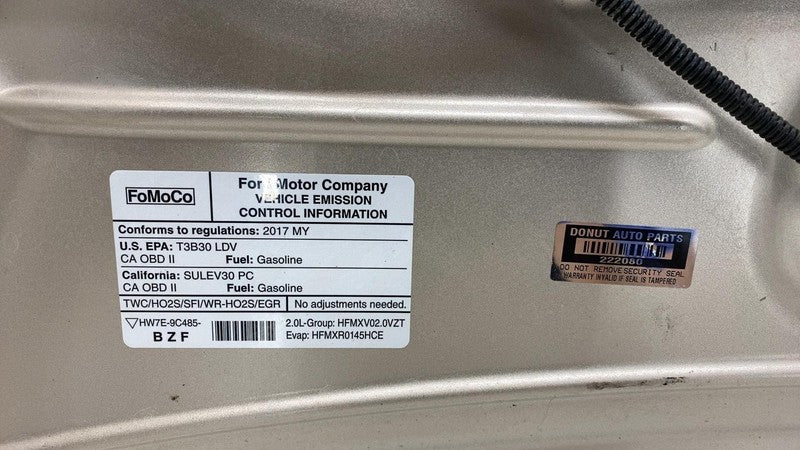 FoMoCo
Ford Motor Company
VEHICLE EMISSION
CONTROL INFORMATION
Conforms to regulations: 2017 MY
U.S. EPA: T3B30 LDV
CA OBD II Fuel: Gasoline
California: SULEV30 PC
CA OBD II Fuel: Gasoline
TWC/HO2S/SFI/WR-HO2S/EGR No adjustments needed.
HW7E-9C485-
B Z F
2.0L-Group: HFMXV02.0VZT
Evap: HFMXR0145HCE
DONUT AUTO PARTS
222080
DO NOT REMOVE SECURITY SEAL
WARRANTY INVALID IF SEAL IS TAMPERED